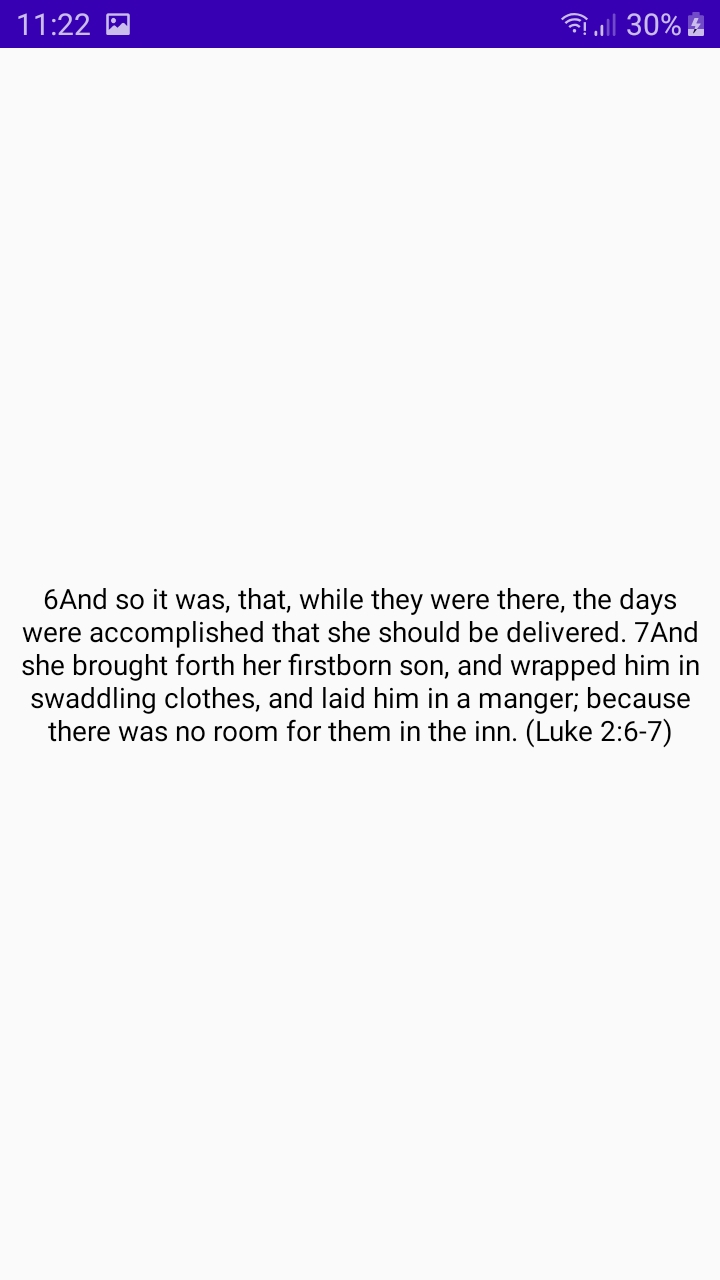 11:22 30%
6And so it was, that, while they were there, the days
were accomplished that she should be delivered. 7And
she brought forth her firstborn son, and wrapped him in
swaddling clothes, and laid him in a manger; because
there was no room for them in the inn. (Luke 2:6-7)